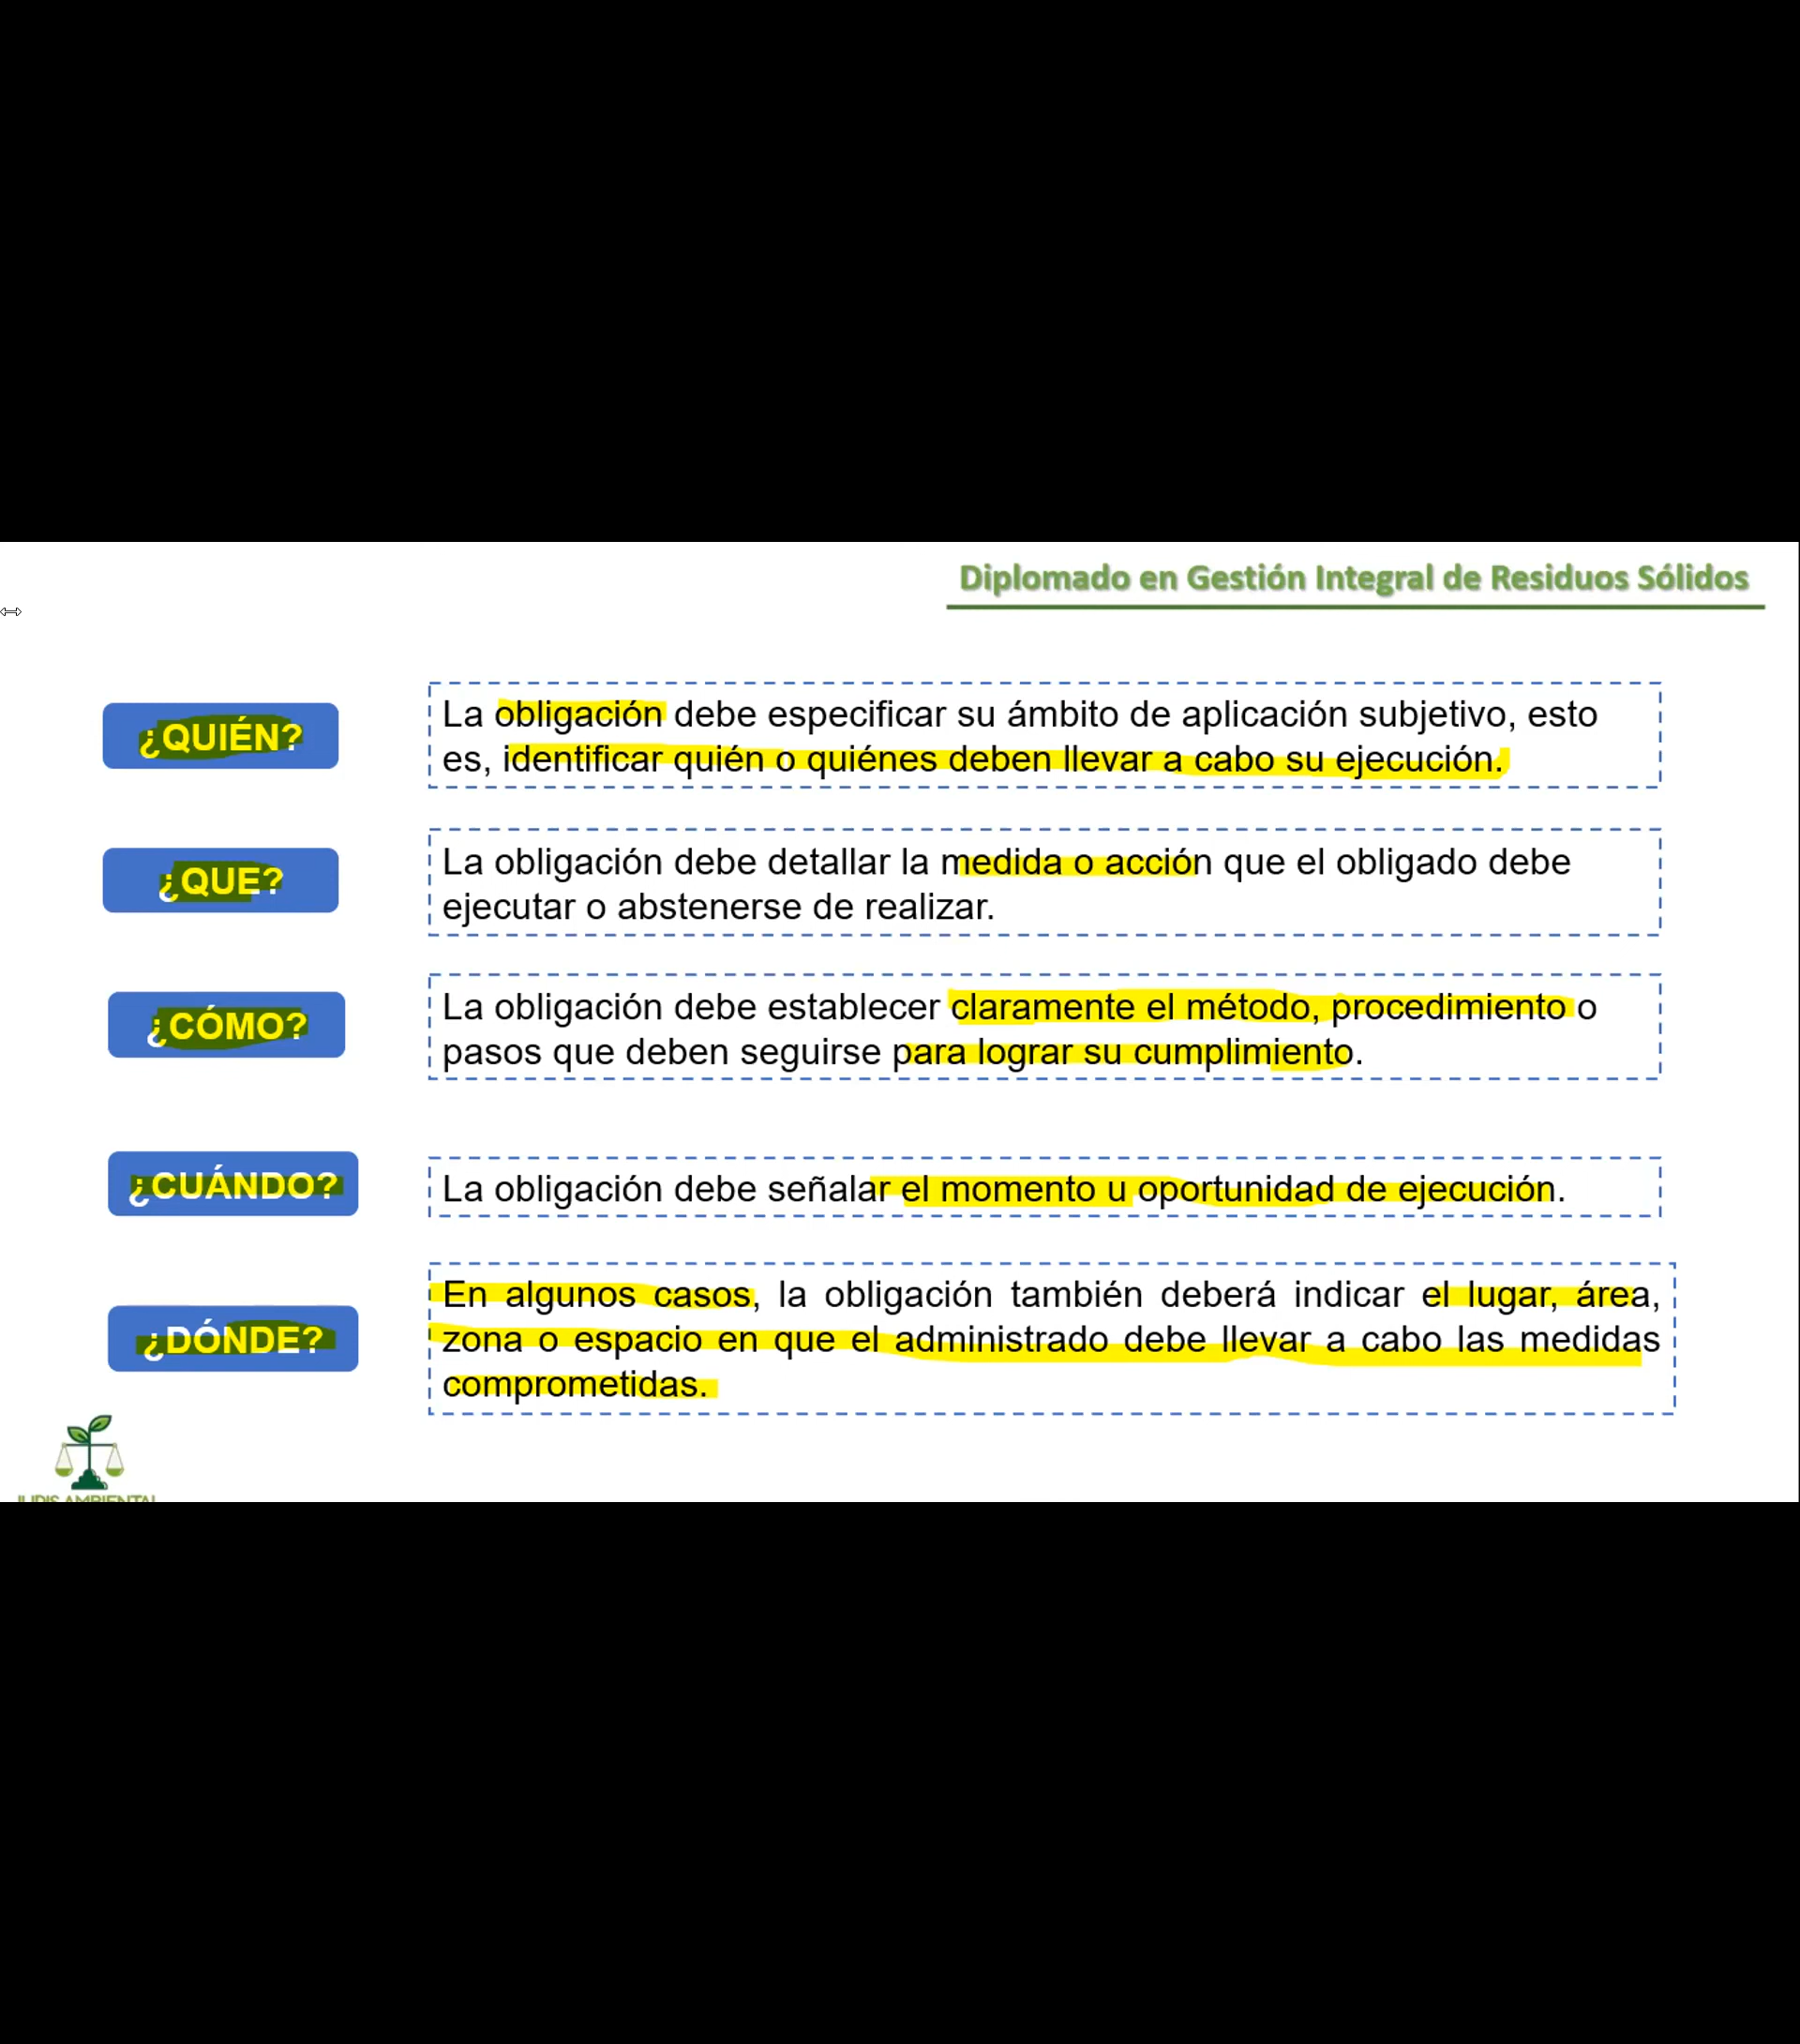 Diplomado en Gestión Integral de Residuos Sólidos
¿QUIÉN?
La obligación debe especificar su ámbito de aplicación subjetivo, esto
es, identificar quién o quiénes deben llevar a cabo su ejecución.
¿QUE?
La obligación debe detallar la medida o acción que el obligado debe
ejecutar o abstenerse de realizar.
¿CÓMO?
La obligación debe establecer claramente el método, procedimiento o
pasos que deben seguirse para lograr su cumplimiento.
¿CUÁNDO?
La obligación debe señalar el momento u oportunidad de ejecución.
¿DÓNDE?
En algunos casos, la obligación también deberá indicar el lugar, área,
zona o espacio en que el administrado debe llevar a cabo las medidas
comprometidas.